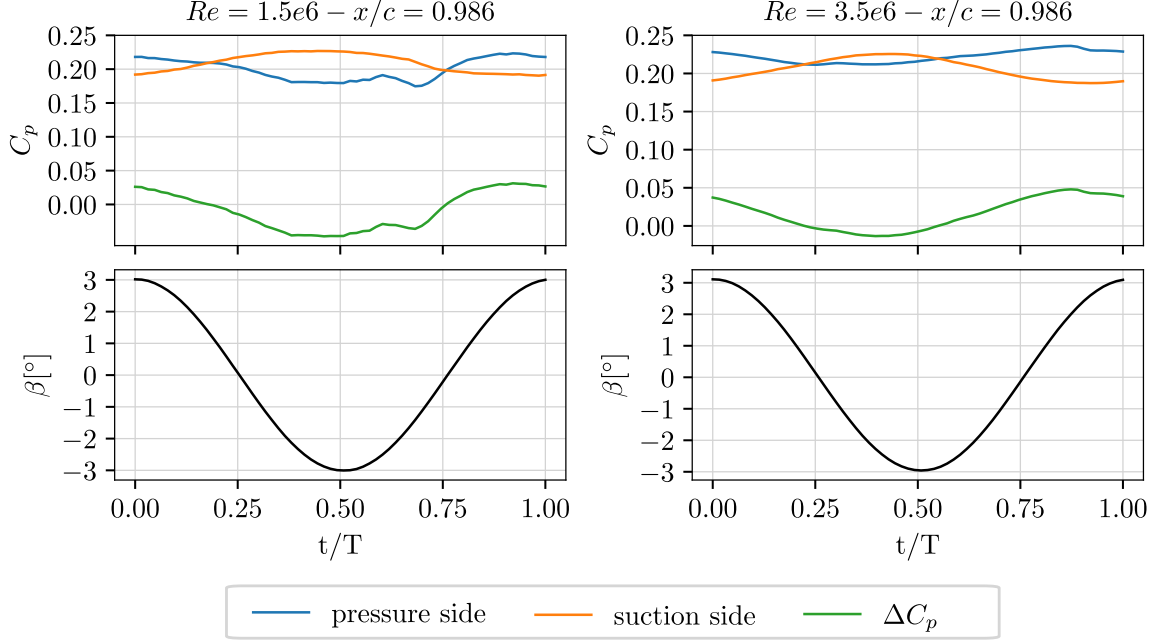 Re = 1.5e6 − x/c = 0.986
Re = 3.5e6 − x/c = 0.986
0.25
0.20
0.15
0.10
0.05
0.00
C_p
0.25
0.20
0.15
0.10
0.05
0.00
C_p
3
2
1
0
−1
−2
−3
β[°]
3
2
1
0
−1
−2
−3
β[°]
0.00 0.25 0.50 0.75 1.00
0.00 0.25 0.50 0.75 1.00
t/T
t/T
pressure side suction side ΔC_p